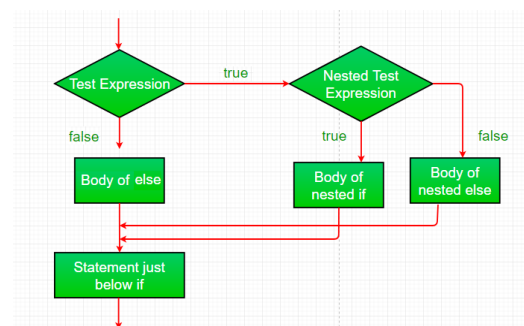 true
Test Expression
Nested Test
Expression
false
true
false
Body of else
Body of
nested if
Body of
nested else
Statement just
below if